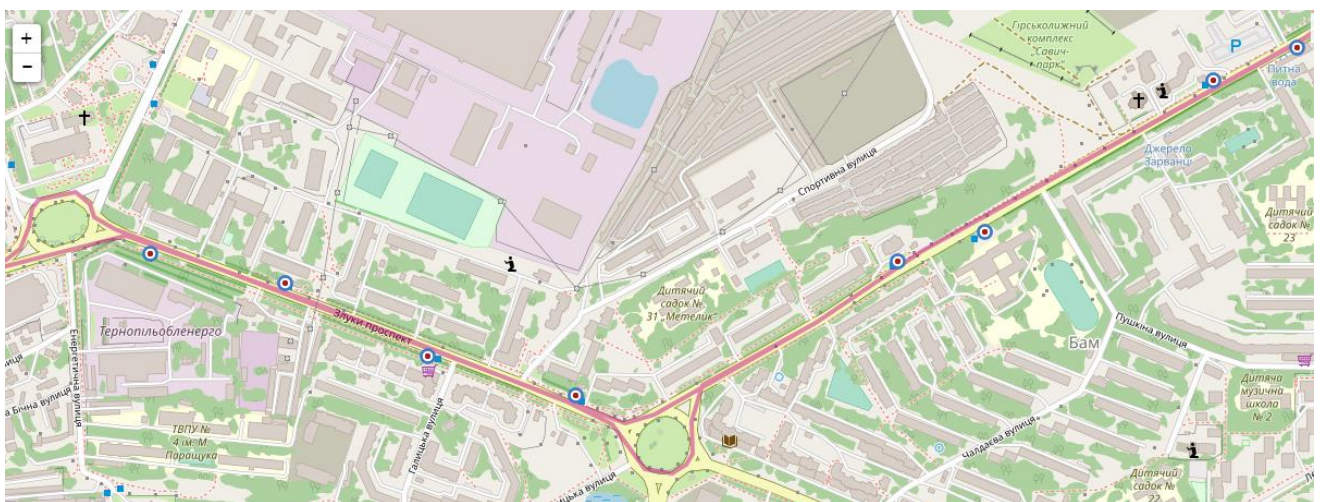 +
−
Гірськолижний
комплекс
„Савич-
парк"
P
Питна
вода
Спортивна вулиця
Джерело
Зарваниці
Дитячий
садок №
23
Дитячий
садок №
31 „Метелик"
Злуки проспект
Тернопільобленерго
Енергетична вулиця
Бам
Пушкіна вулиця
Бічна вулиця
ТВПУ №
4 ім. М.
Паращука
Галицька вулиця
Дитяча
музична
школа
№ 2
Чалдаєва вулиця
Дитячий
садок №
22
вулиця